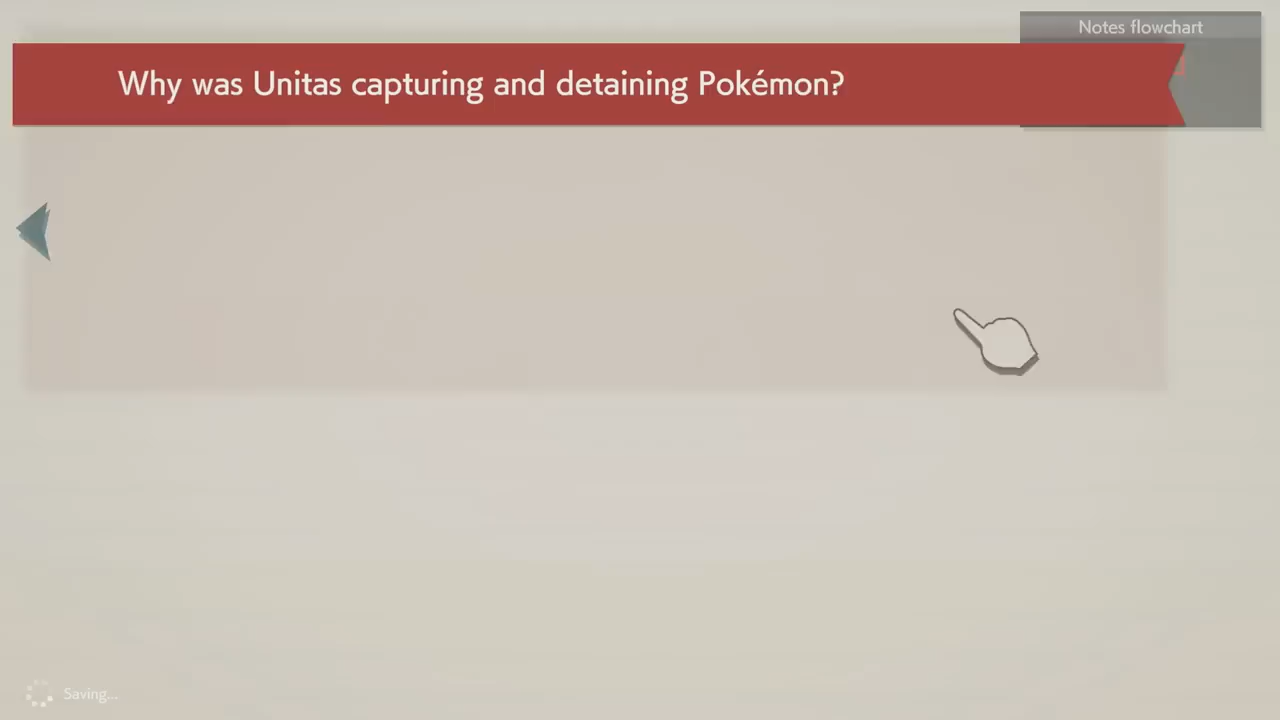 Notes flowchart
Why was Unitas capturing and detaining Pokémon?
Saving...